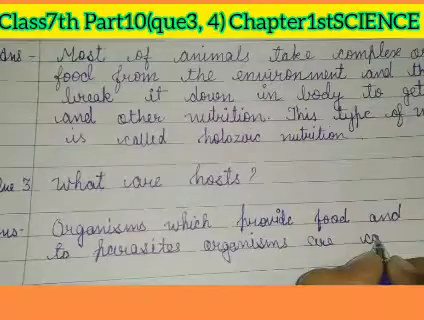 Class7th Part10(que3, 4) Chapter1stSCIENCE
Ans - Most of animals take complex
food from the environment and
break it down in body to get
and other nutrition. This type of
is called holozoic nutrition.
Que 3 What are hosts?
Ans- Organisms which provide food and
to parasites organisms are